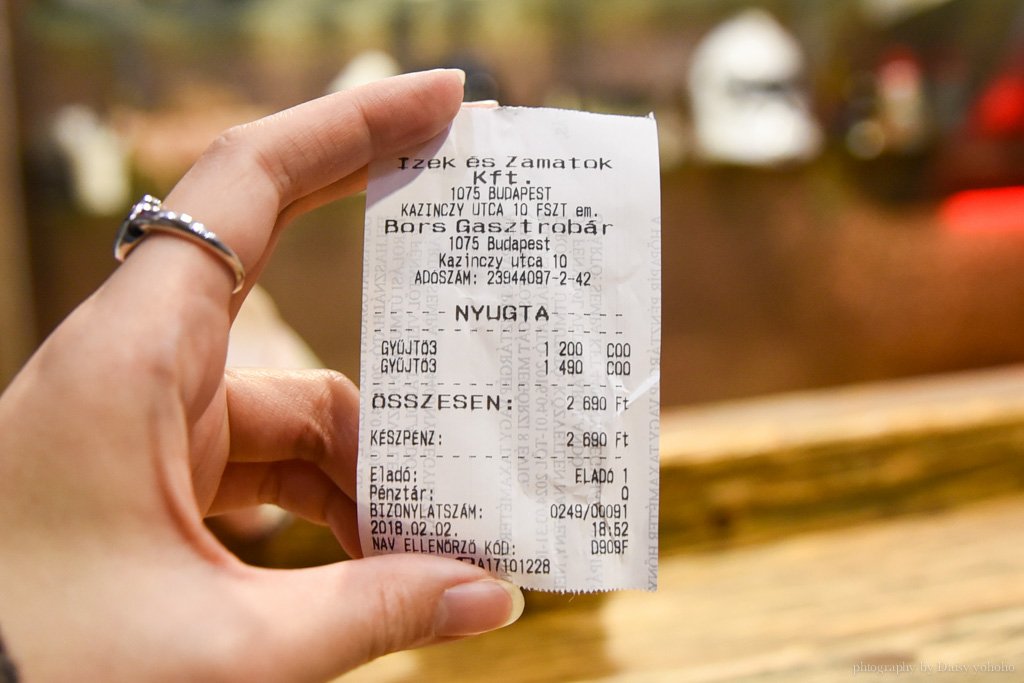 Izek és Zamatok
Kft.
1075 BUDAPEST
KAZINCZY UTCA 10 FSZT em.
Bors Gasztrobár
1075 Budapest
Kazinczy utca 10
ADÓSZÁM: 23944087-2-42
- - - - - NYUGTA - - - - -
GYŰJTŐ3 1 200 C00
GYŰJTŐ3 1 490 C00
ÖSSZESEN: 2 690 Ft
KÉSZPÉNZ: 2 690 Ft
Eladó: ELADÓ 1
Pénztár: 0
BIZONYLATSZÁM: 0249/00091
2018.02.02. 18:52
NAV ELLENŐRZŐ KÓD: D909F
A17101228
photography by Daisy yohoho